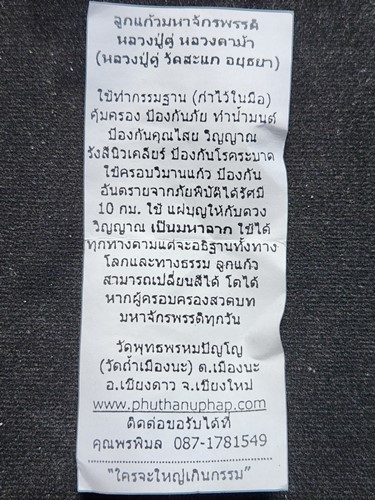 ลูกแก้วมหาจักรพรรดิ
หลวงปู่ดู่ หลวงตาม้า
(หลวงปู่ดู่ วัดสะแก อยุธยา)
ใช้ทำกรรมฐาน (กำไว้ในมือ)
คุ้มครอง ป้องกันภัย ทำน้ำมนต์
ป้องกันคุณไสย วิญญาณ
รังสีนิวเคลียร์ ป้องกันโรคระบาด
ใช้ครอบวิมานแก้ว ป้องกัน
อันตรายจากภัยพิบัติได้รัศมี
10 กม. ใช้ แผ่บุญให้กับดวง
วิญญาณ เป็นมหาลาภ ใช้ได้
ทุกทางตามแต่จะอธิฐานทั้งทาง
โลกและทางธรรม ลูกแก้ว
สามารถเปลี่ยนสีได้ โตได้
หากผู้ครอบครองสวดบท
มหาจักรพรรดิทุกวัน
วัดพุทธพรหมปัญโญ
(วัดถ้ำเมืองนะ) ต.เมืองนะ
อ.เชียงดาว จ.เชียงใหม่
www.phuthanuphap.com
ติดต่อขอรับได้ที่
คุณพรพิมล 087-1781549
"ใครจะใหญ่เกินกรรม"